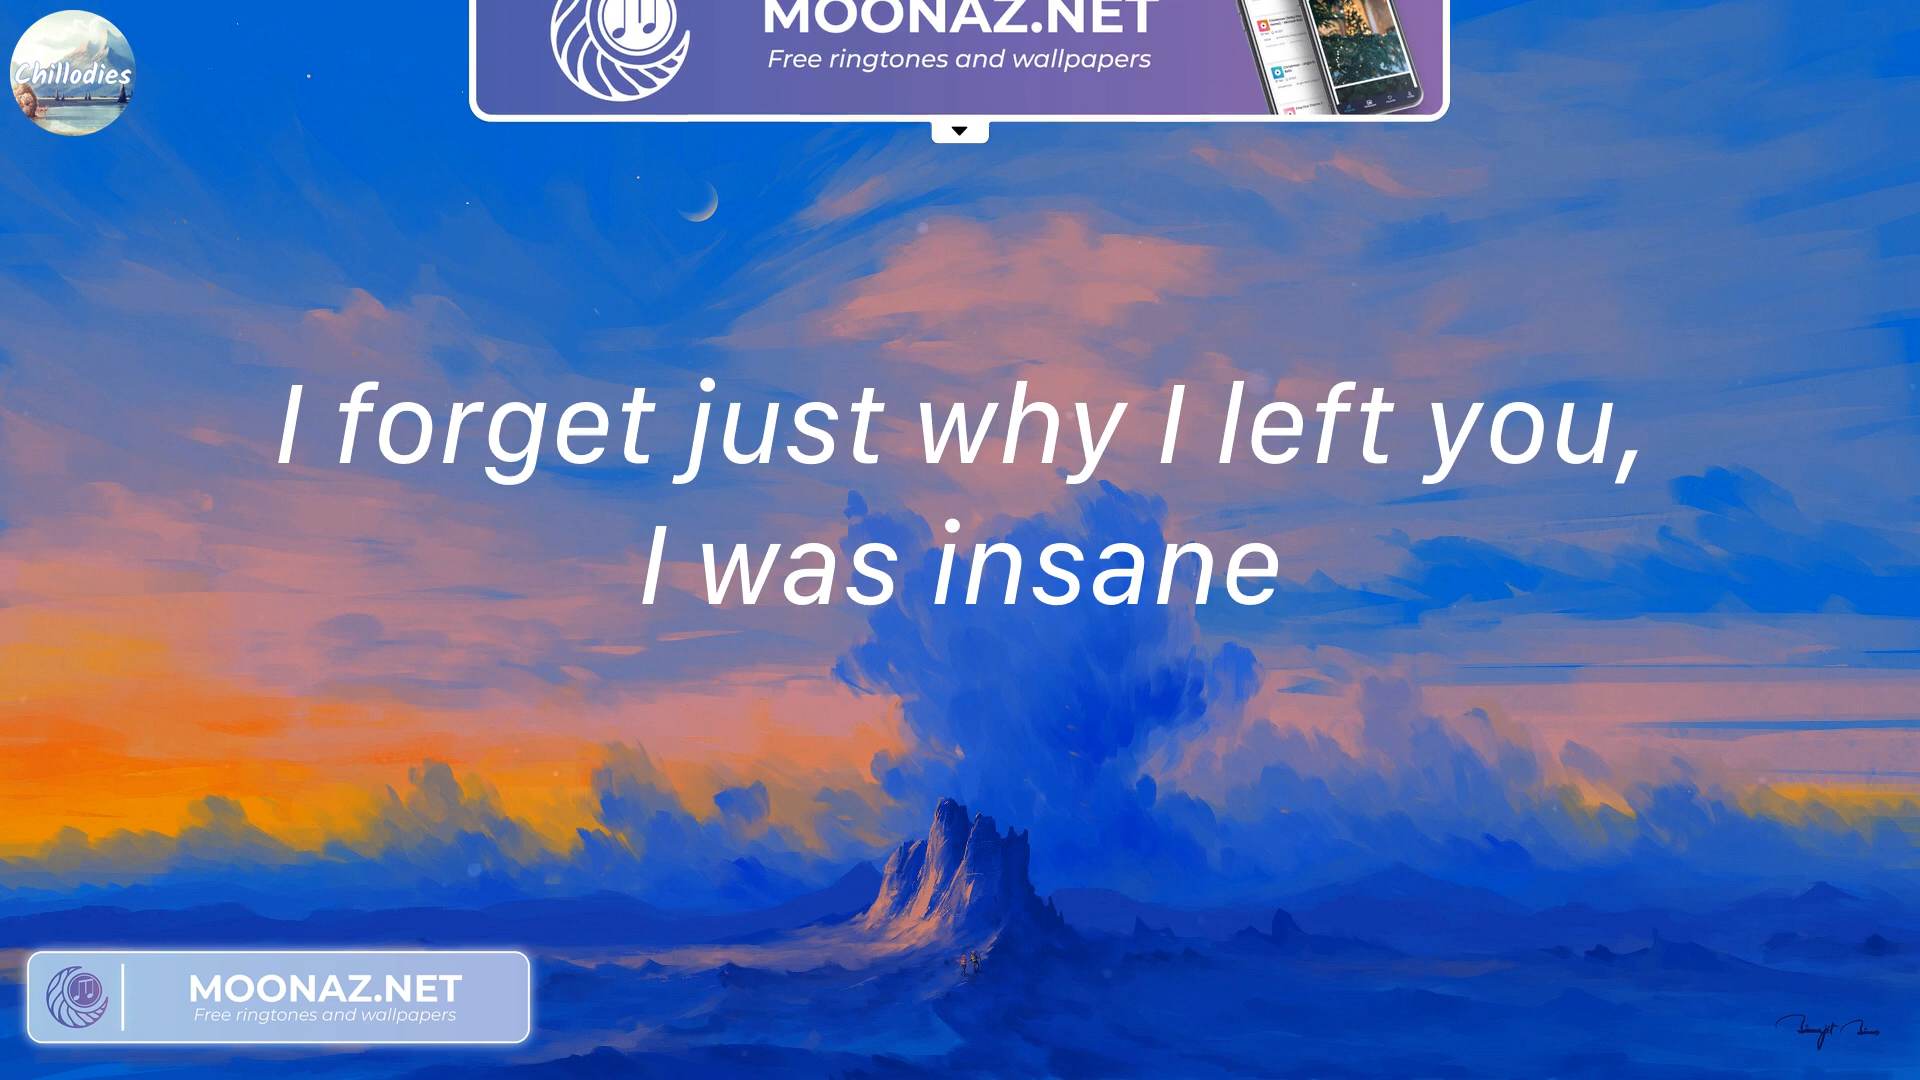 Chillodies
MOONAZ.NET
Free ringtones and wallpapers
I forget just why I left you,
I was insane
MOONAZ.NET
Free ringtones and wallpapers